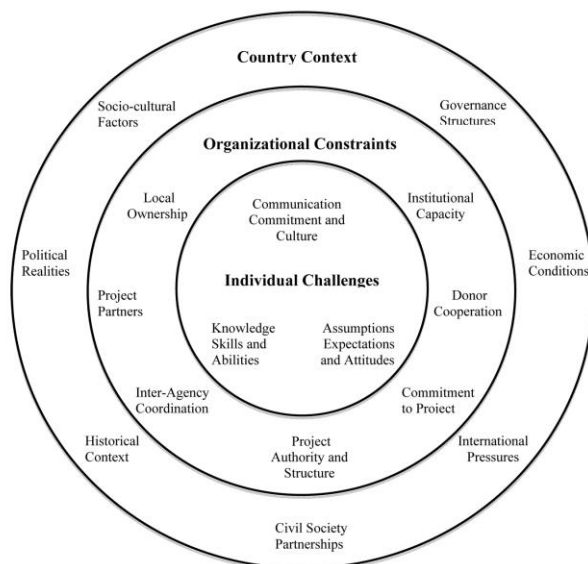 Country Context
Socio-cultural
Factors
Governance
Structures
Organizational Constraints
Local
Ownership
Communication
Commitment and
Culture
Institutional
Capacity
Political
Realities
Economic
Conditions
Individual Challenges
Project
Partners
Donor
Cooperation
Knowledge
Skills and
Abilities
Assumptions
Expectations
and Attitudes
Inter-Agency
Coordination
Commitment
to Project
Historical
Context
Project
Authority and
Structure
International
Pressures
Civil Society
Partnerships